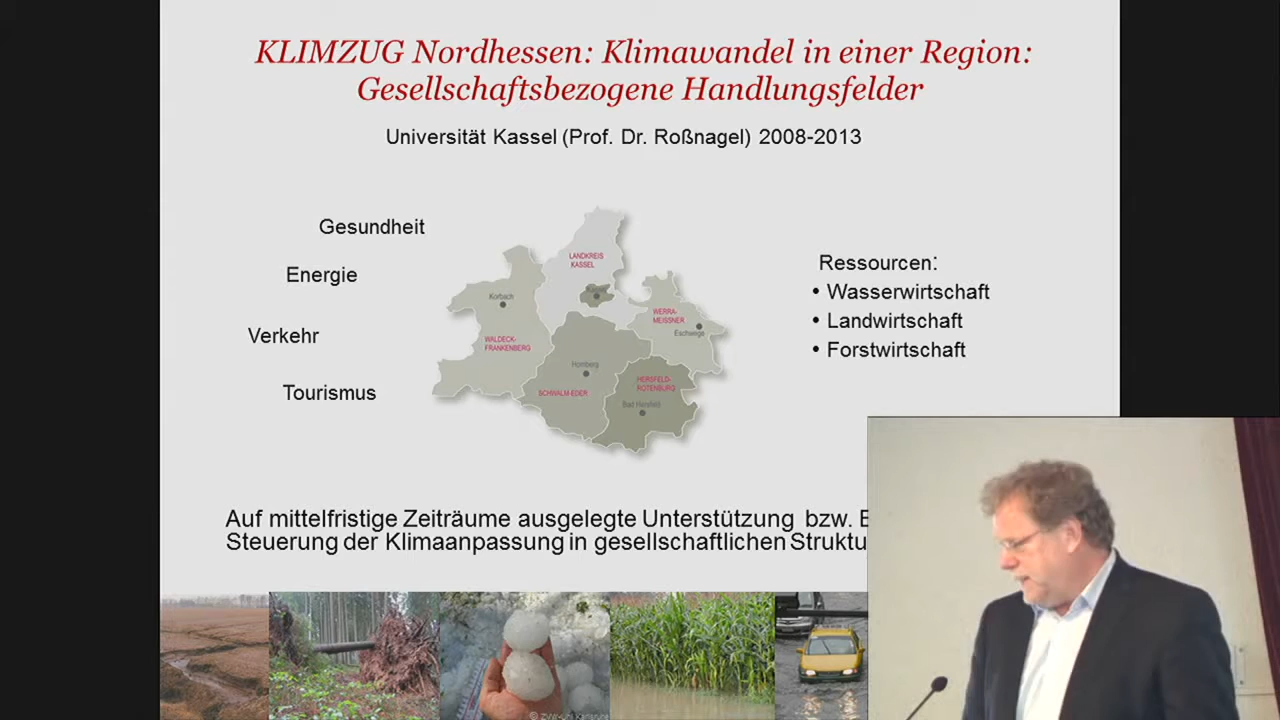 KLIMZUG Nordhessen: Klimawandel in einer Region:
Gesellschaftsbezogene Handlungsfelder
Universität Kassel (Prof. Dr. Roßnagel) 2008-2013
Gesundheit
Energie
Verkehr
Tourismus
LANDKREIS
KASSEL
Korbach
WERRA-
MEISSNER
Eschwege
WALDECK-
FRANKENBERG
Homberg
HERSFELD-
ROTENBURG
SCHWALM-EDER
Bad Hersfeld
Ressourcen:
• Wasserwirtschaft
• Landwirtschaft
• Forstwirtschaft
Auf mittelfristige Zeiträume ausgelegte Unterstützung bzw.
Steuerung der Klimaanpassung in gesellschaftlichen